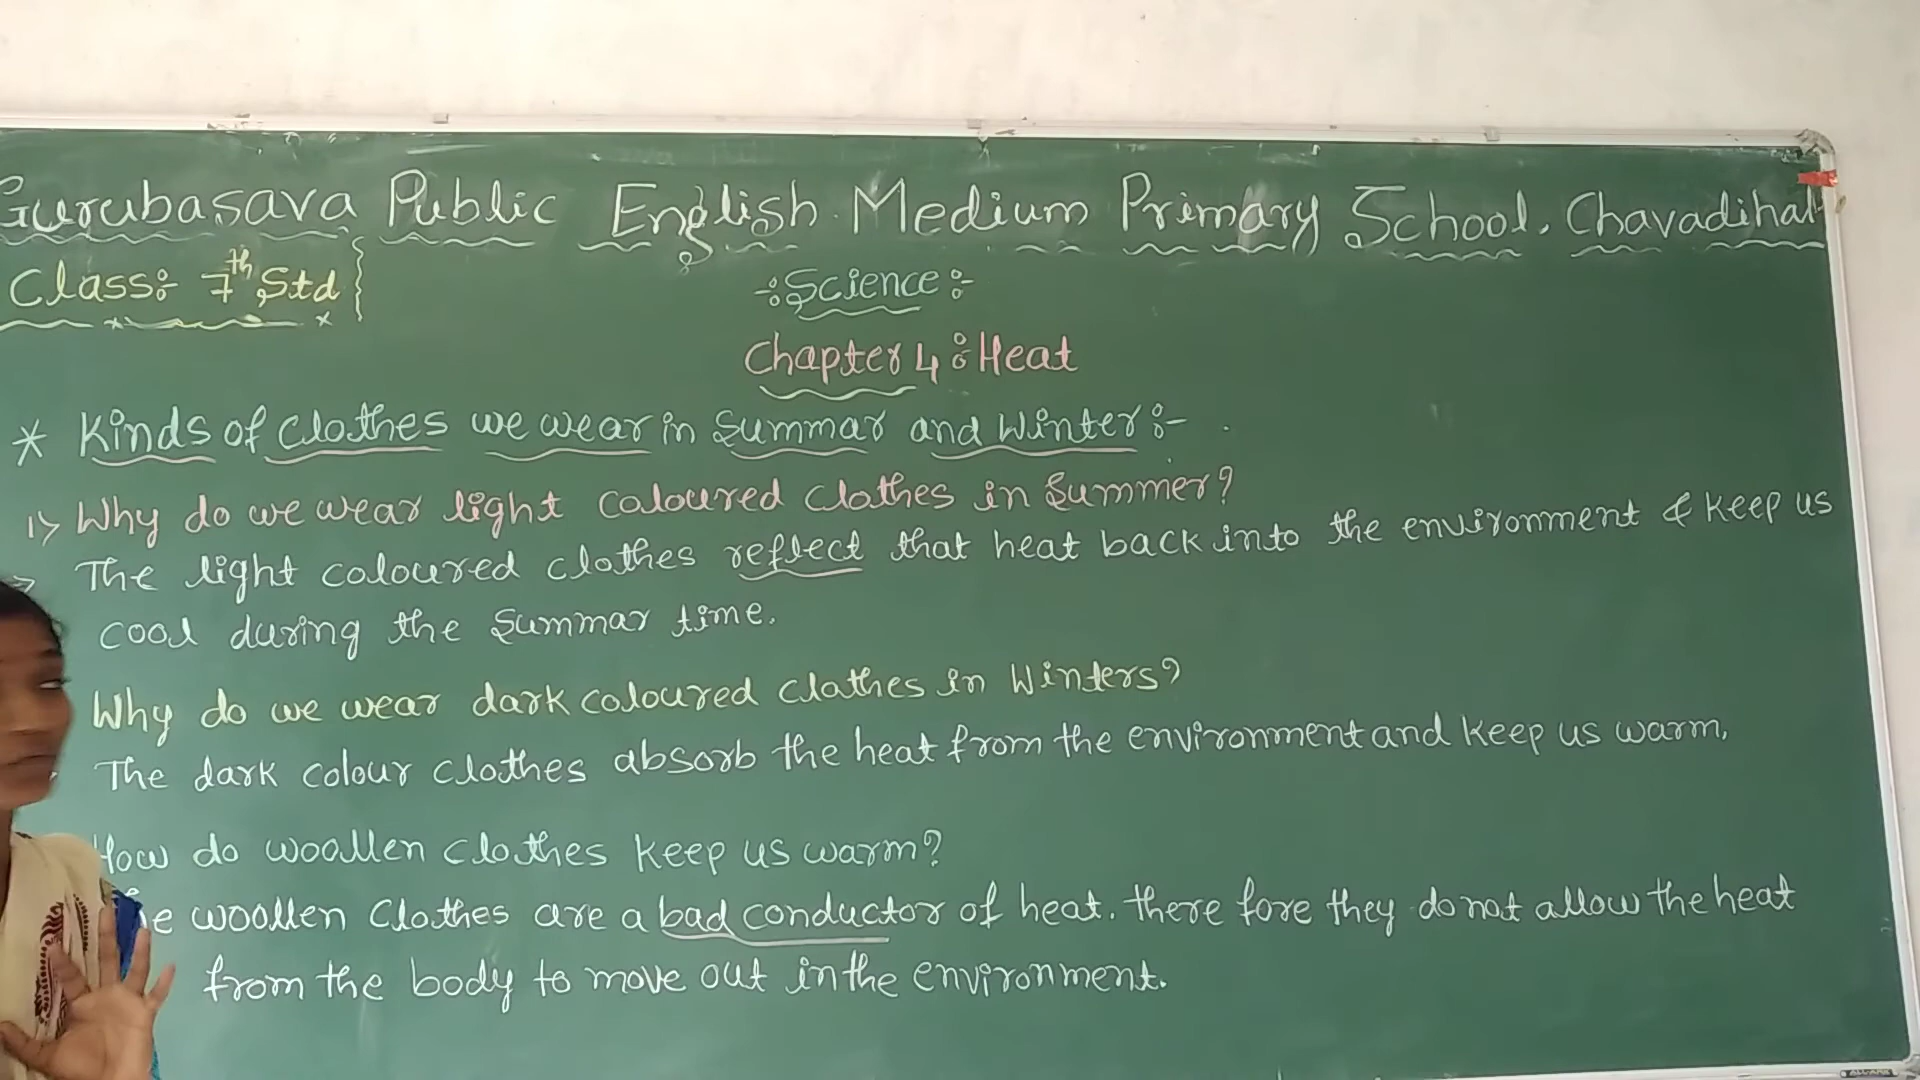 Gurubasava Public English Medium Primary School, Chavadihal
Class:- 7th Std
-:Science:-
Chapter 4: Heat
* Kinds of clothes we wear in Summar and Winter:-
1> Why do we wear light coloured clothes in Summer?
The light coloured clothes reflect that heat back into the environment & keep us
cool during the Summar time.
Why do we wear dark coloured clothes in Winters?
The dark colour clothes absorb the heat from the environment and keep us warm.
How do woollen clothes keep us warm?
woollen clothes are a bad conductor of heat. there fore they do not allow the heat
from the body to move out in the environment.